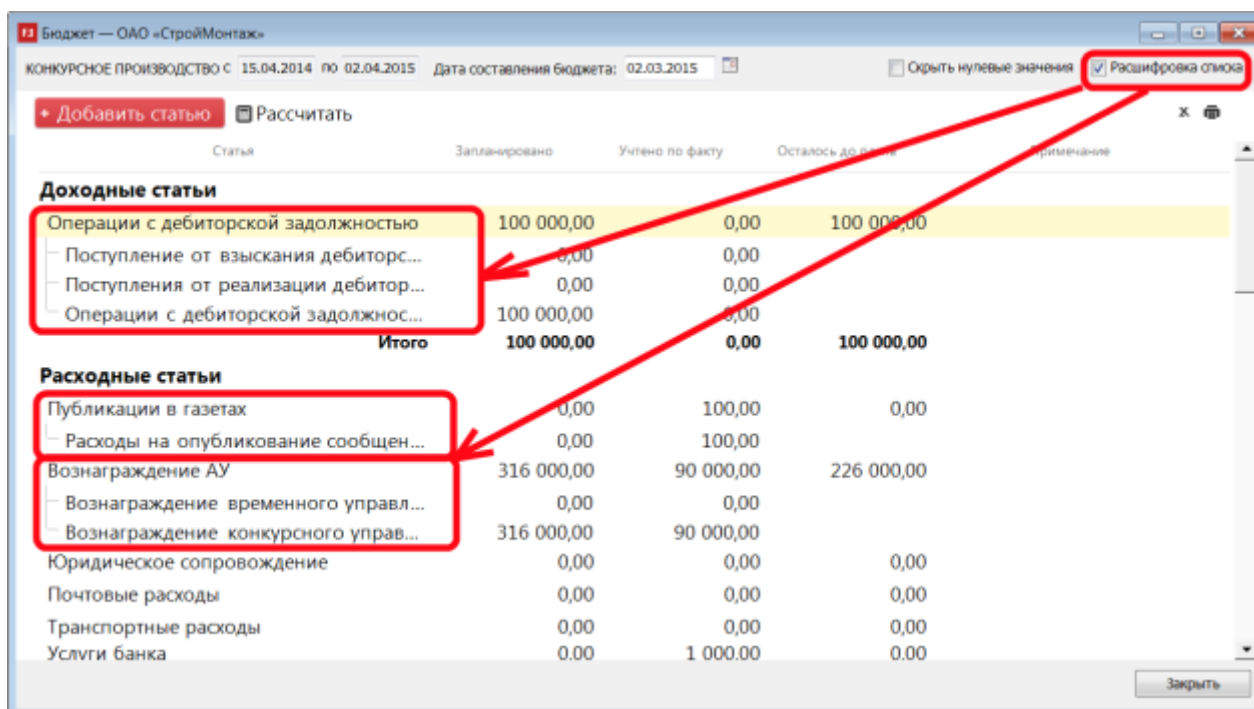 Бюджет — ОАО «СтройМонтаж»
КОНКУРСНОЕ ПРОИЗВОДСТВО С 15.04.2014 ПО 02.04.2015 Дата составления бюджета: 02.03.2015 Скрыть нулевые значения Расшифровка списка
+ Добавить статью Рассчитать
Статья Запланировано Учтено по факту Осталось до Примечание
Доходные статьи
Операции с дебиторской задолжностью 100 000,00 0,00 100 000,00
Поступление от взыскания дебиторс... 0,00 0,00
Поступления от реализации дебитор... 0,00 0,00
Операции с дебиторской задолжнос... 100 000,00 0,00
Итого 100 000,00 0,00 100 000,00
Расходные статьи
Публикации в газетах 0,00 100,00 0,00
Расходы на опубликование сообщен... 0,00 100,00
Вознаграждение АУ 316 000,00 90 000,00 226 000,00
Вознаграждение временного управл... 0,00 0,00
Вознаграждение конкурсного управ... 316 000,00 90 000,00
Юридическое сопровождение 0,00 0,00 0,00
Почтовые расходы 0,00 0,00 0,00
Транспортные расходы 0,00 0,00 0,00
Услуги банка 0,00 1 000,00 0,00
Закрыть